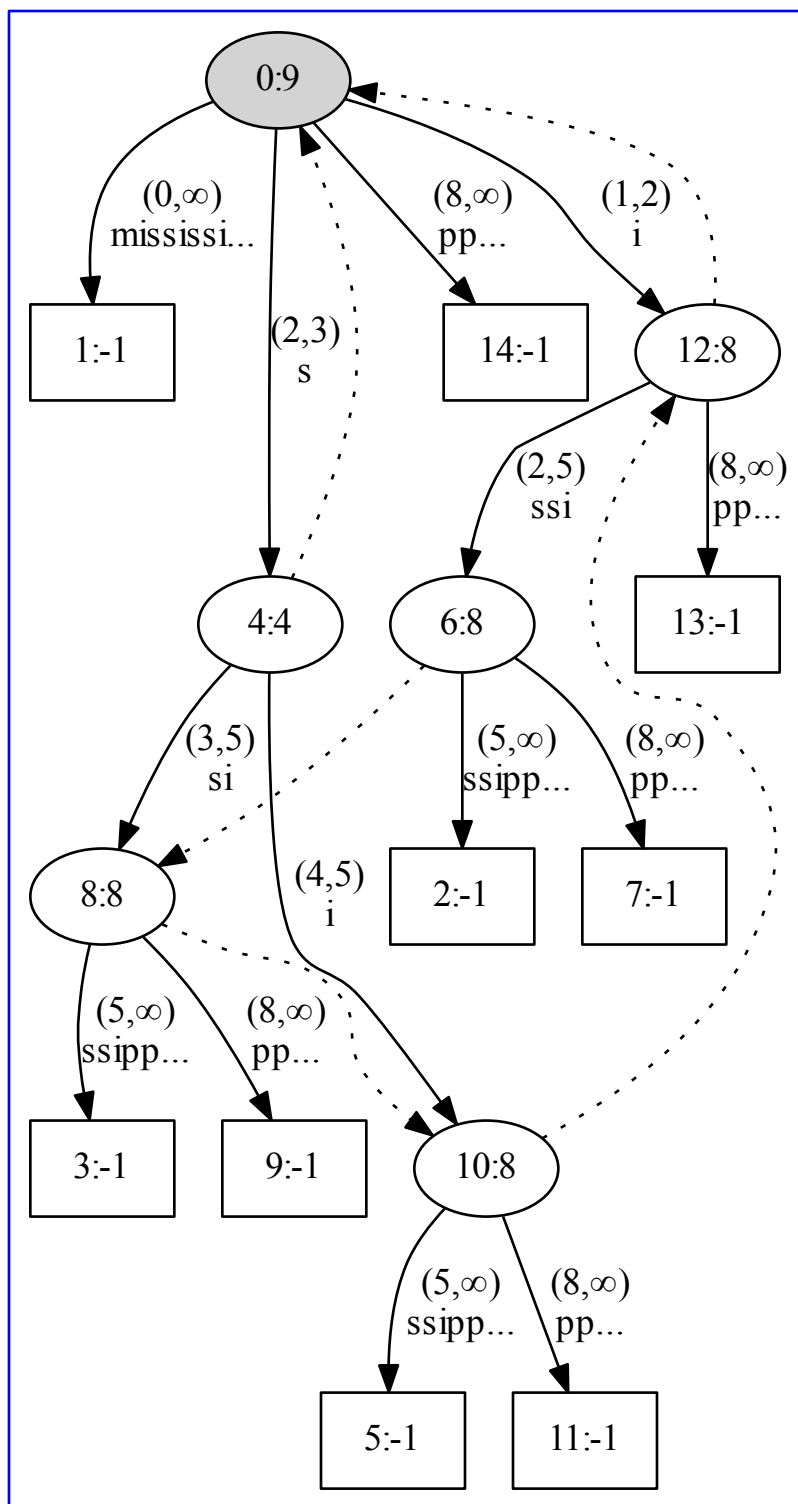 0:9
(0,∞)
mississi...
(8,∞)
pp...
(1,2)
i
(2,3)
s
1:-1
14:-1
12:8
(2,5)
ssi
(8,∞)
pp...
4:4
6:8
13:-1
(3,5)
si
(5,∞)
ssipp...
(8,∞)
pp...
(4,5)
i
8:8
2:-1
7:-1
(5,∞)
ssipp...
(8,∞)
pp...
3:-1
9:-1
10:8
(5,∞)
ssipp...
(8,∞)
pp...
5:-1
11:-1